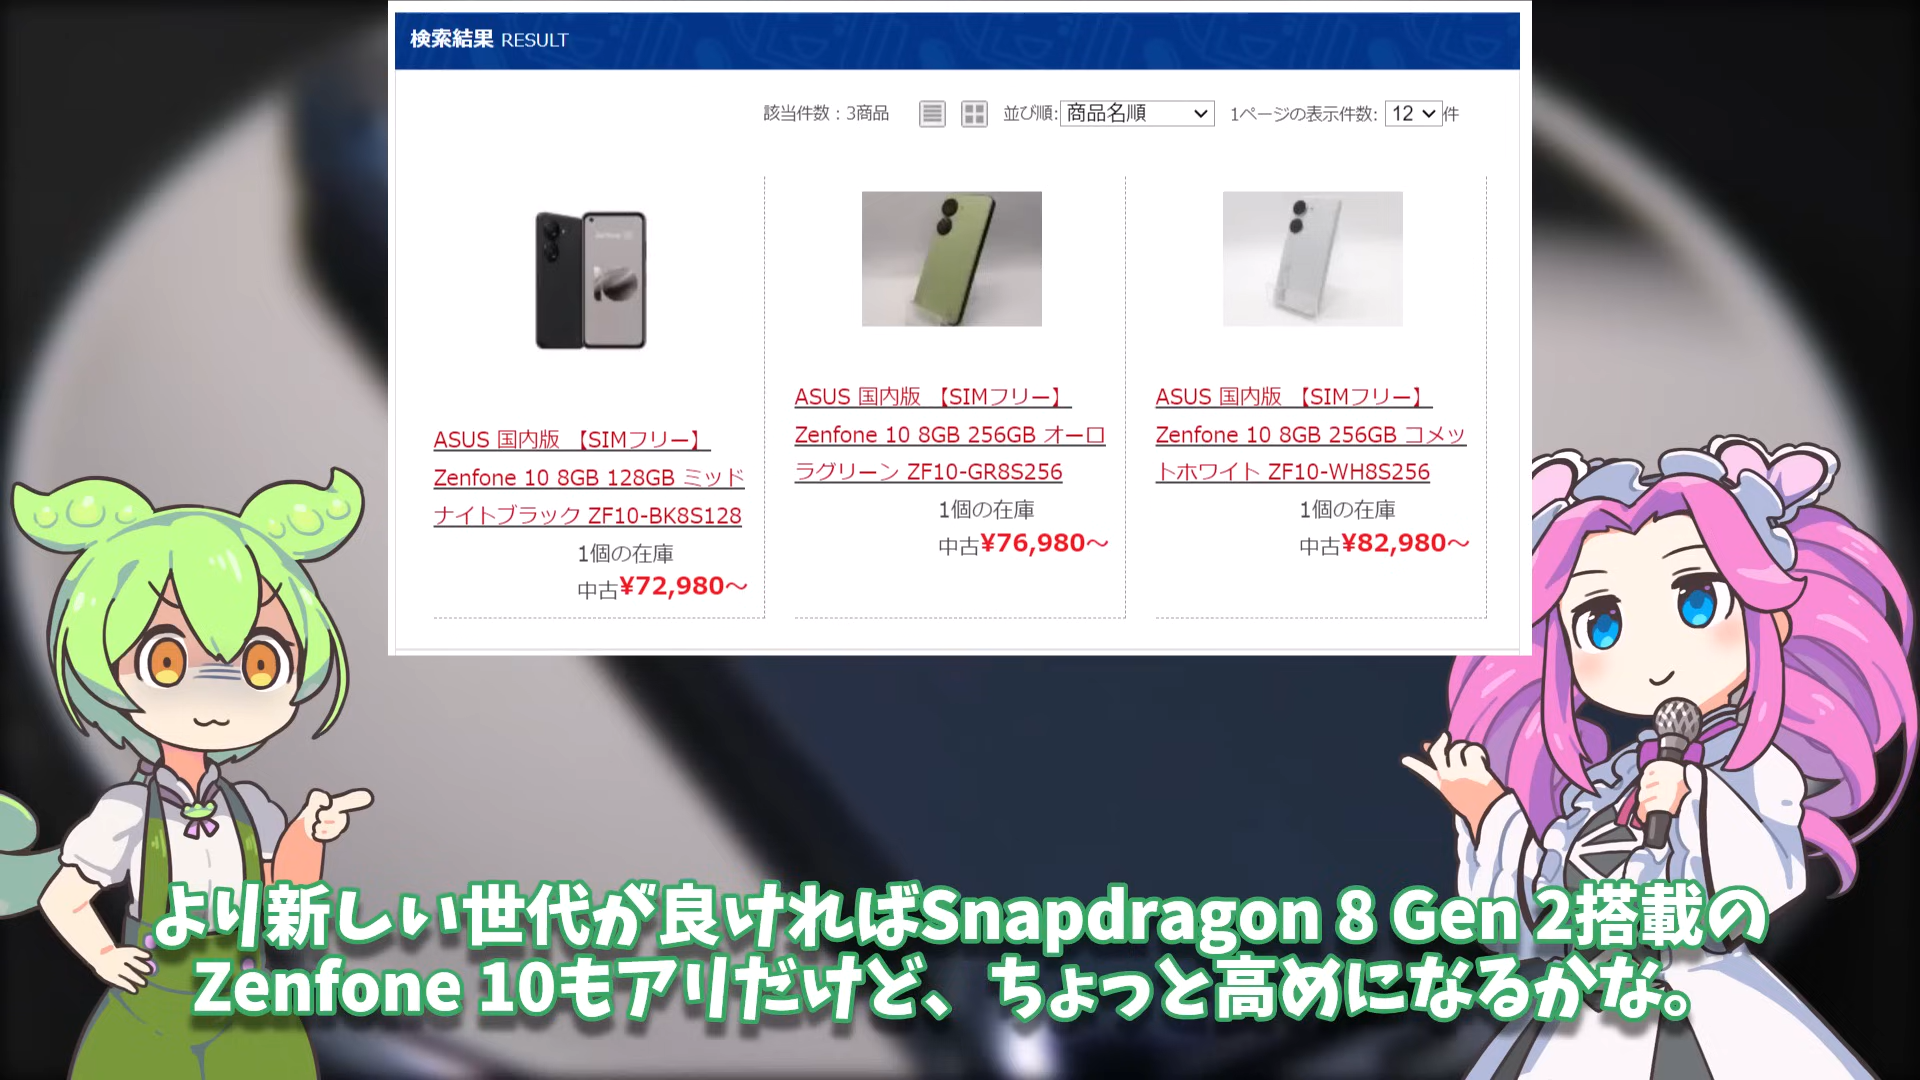 検索結果 RESULT
該当件数：3商品
並び順:
商品名順
1ページの表示件数:
12
件
ASUS 国内版 【SIMフリー】
Zenfone 10 8GB 128GB ミッド
ナイトブラック ZF10-BK8S128
1個の在庫
中古¥72,980～
ASUS 国内版 【SIMフリー】
Zenfone 10 8GB 256GB オーロ
ラグリーン ZF10-GR8S256
1個の在庫
中古¥76,980～
ASUS 国内版 【SIMフリー】
Zenfone 10 8GB 256GB コメッ
トホワイト ZF10-WH8S256
1個の在庫
中古¥82,980～
より新しい世代が良ければSnapdragon 8 Gen 2搭載の
Zenfone 10もアリだけど、ちょっと高めになるかな。